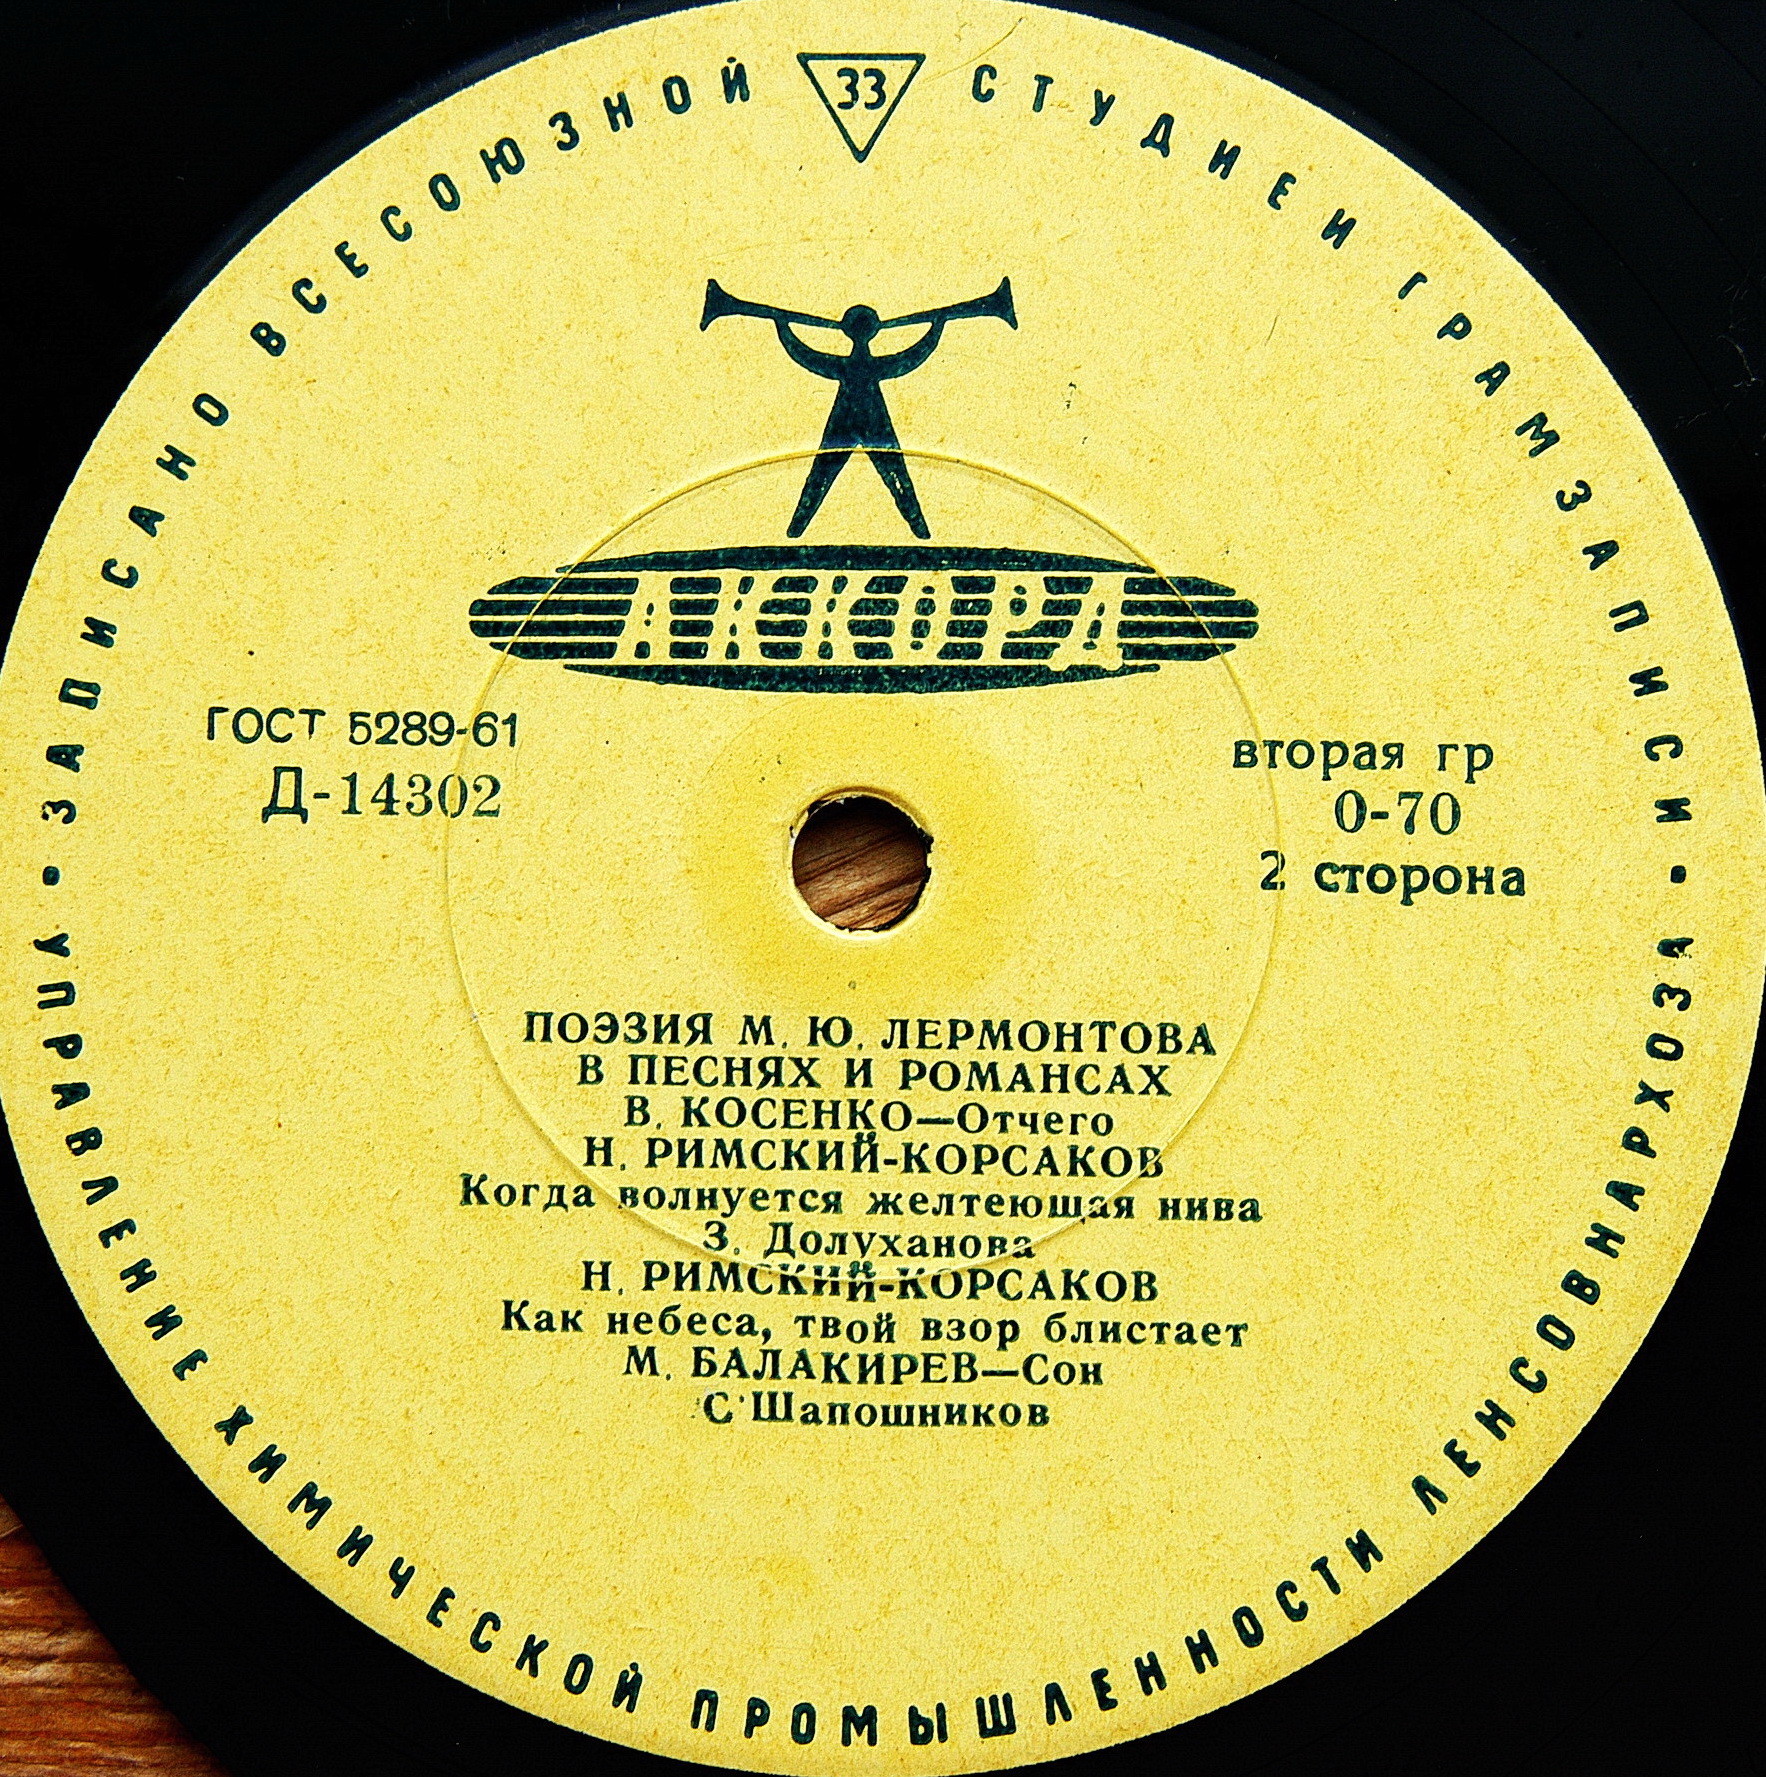 ЗАПИСАНО ВСЕСОЮЗНОЙ СТУДИЕЙ ГРАМЗАПИСИ
33
АККОРД
ГОСТ 5289-61
Д-14302
вторая гр
0-70
2 сторона
ПОЭЗИЯ М. Ю. ЛЕРМОНТОВА
В ПЕСНЯХ И РОМАНСАХ
В. КОСЕНКО—Отчего
Н. РИМСКИЙ-КОРСАКОВ
Когда волнуется желтеющая нива
З. Долуханова
Н. РИМСКИЙ-КОРСАКОВ
Как небеса, твой взор блистает
М. БАЛАКИРЕВ—Сон
С. Шапошников
УПРАВЛЕНИЕ ХИМИЧЕСКОЙ ПРОМЫШЛЕННОСТИ ЛЕНСОВНАРХОЗА